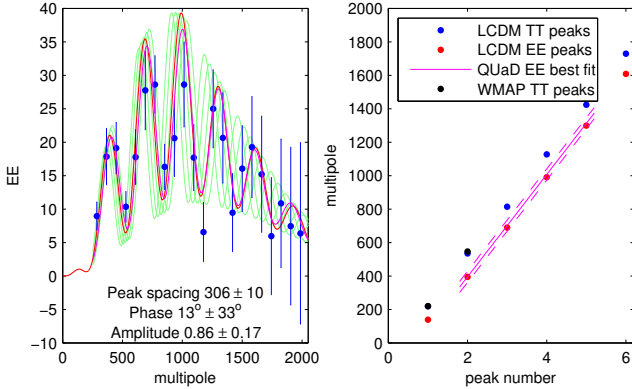 40
35
30
25
20
15
10
5
0
−5
−10
EE
Peak spacing 306 ± 10
Phase 13° ± 33°
Amplitude 0.86 ± 0.17
0 500 1000 1500 2000
multipole
2000
1800
1600
1400
1200
1000
800
600
400
200
0
multipole
LCDM TT peaks
LCDM EE peaks
QUaD EE best fit
WMAP TT peaks
0 2 4 6
peak number